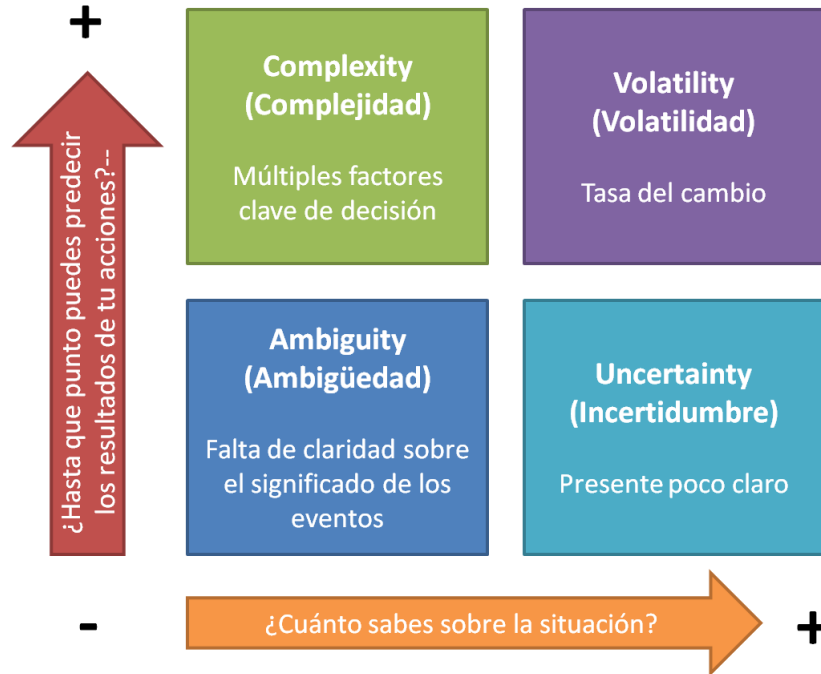 +
¿Hasta que punto puedes predecir
los resultados de tu acciones?--
Complexity
(Complejidad)
Múltiples factores
clave de decisión
Volatility
(Volatilidad)
Tasa del cambio
Ambiguity
(Ambigüedad)
Falta de claridad sobre
el significado de los
eventos
Uncertainty
(Incertidumbre)
Presente poco claro
-
¿Cuánto sabes sobre la situación?
+